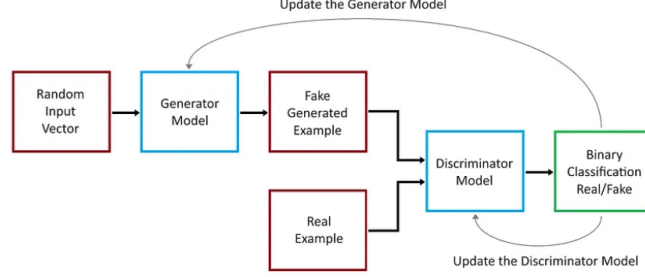 Update the Generator Model
Random
Input
Vector
Generator
Model
Fake
Generated
Example
Real
Example
Discriminator
Model
Binary
Classification
Real/Fake
Update the Discriminator Model